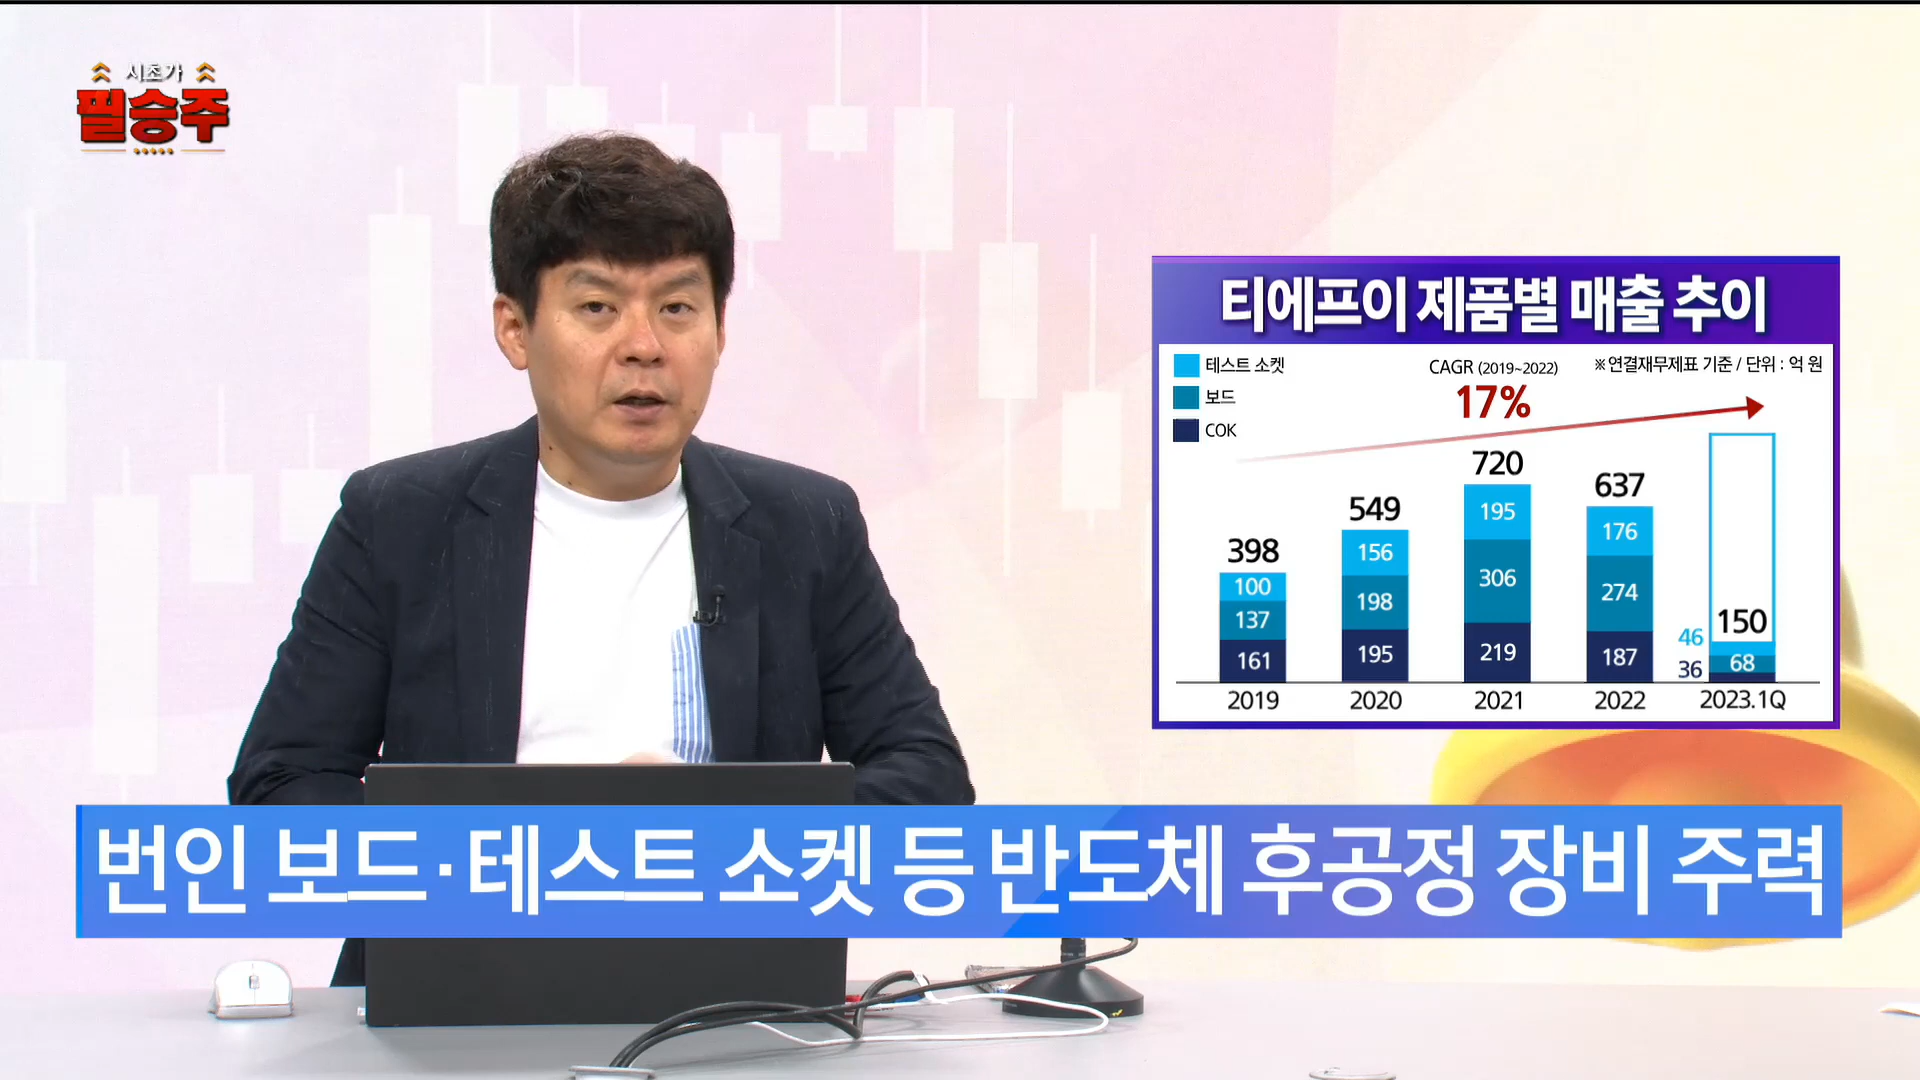 시초가
필승주
티에프이 제품별 매출 추이
테스트 소켓
보드
COK
CAGR (2019~2022)
17%
※연결재무제표 기준 / 단위 : 억 원
398
549
720
637
150
100
156
195
176
46
137
198
306
274
68
161
195
219
187
36
2019
2020
2021
2022
2023.1Q
번인 보드·테스트 소켓 등 반도체 후공정 장비 주력